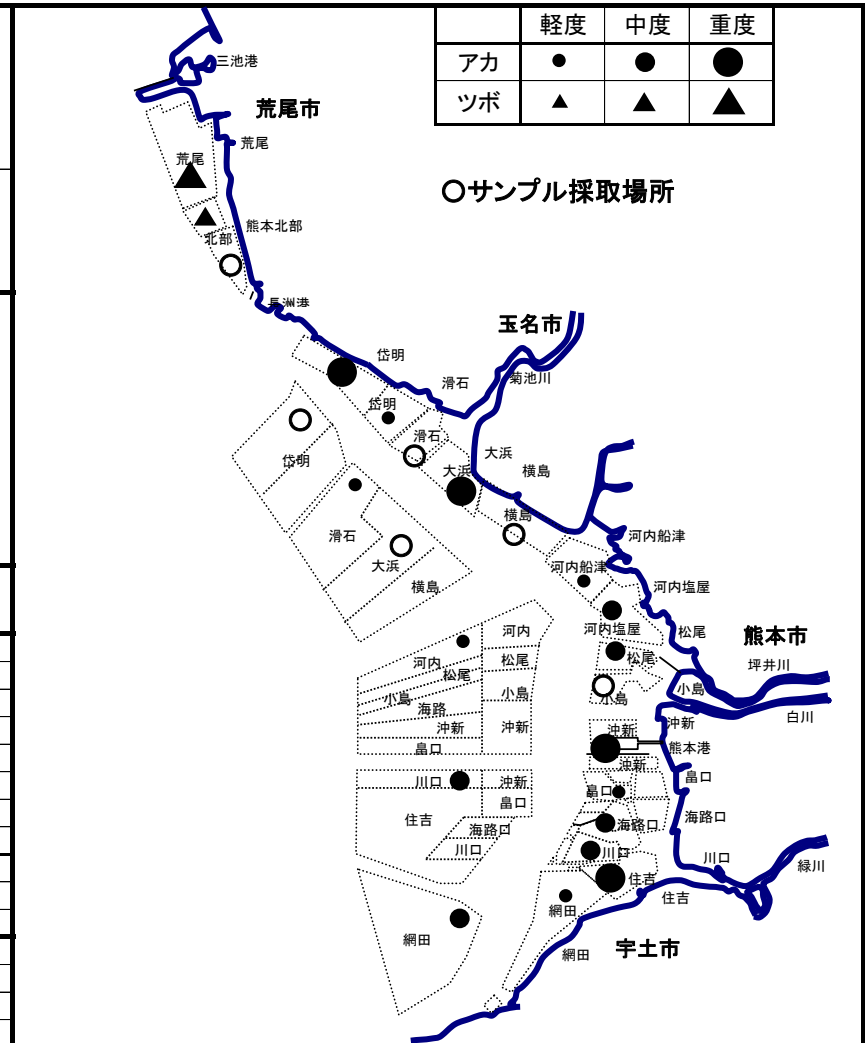 軽度 中度 重度
アカ
ツボ
三池港
荒尾市
荒尾
荒尾
サンプル採取場所
熊本北部
北部
長洲港
玉名市
岱明
滑石
菊池川
岱明
滑石
大浜
岱明
大浜
横島
横島
滑石
河内船津
大浜
河内船津
横島
河内塩屋
河内
河内塩屋
松尾
熊本市
河内
松尾
松尾
坪井川
松尾
小島
小島
小島
小島
海路
白川
沖新
沖新
沖新
沖新
畠口
熊本港
沖新
川口
沖新
畠口
畠口
畠口
住吉
海路口
海路口
海路口
川口
川口
川口
緑川
住吉
住吉
網田
網田
網田
宇土市